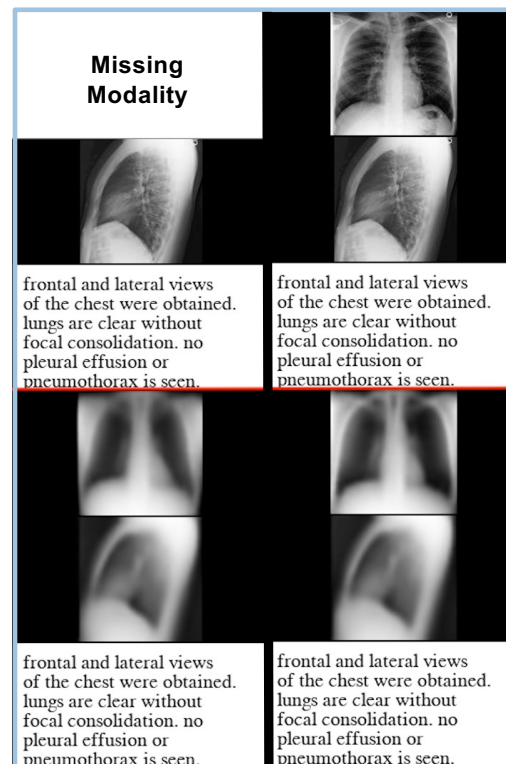 Missing
Modality
frontal and lateral views
of the chest were obtained.
lungs are clear without
focal consolidation. no
pleural effusion or
pneumothorax is seen.
frontal and lateral views
of the chest were obtained.
lungs are clear without
focal consolidation. no
pleural effusion or
pneumothorax is seen.
frontal and lateral views
of the chest were obtained.
lungs are clear without
focal consolidation. no
pleural effusion or
pneumothorax is seen.
frontal and lateral views
of the chest were obtained.
lungs are clear without
focal consolidation. no
pleural effusion or
pneumothorax is seen.